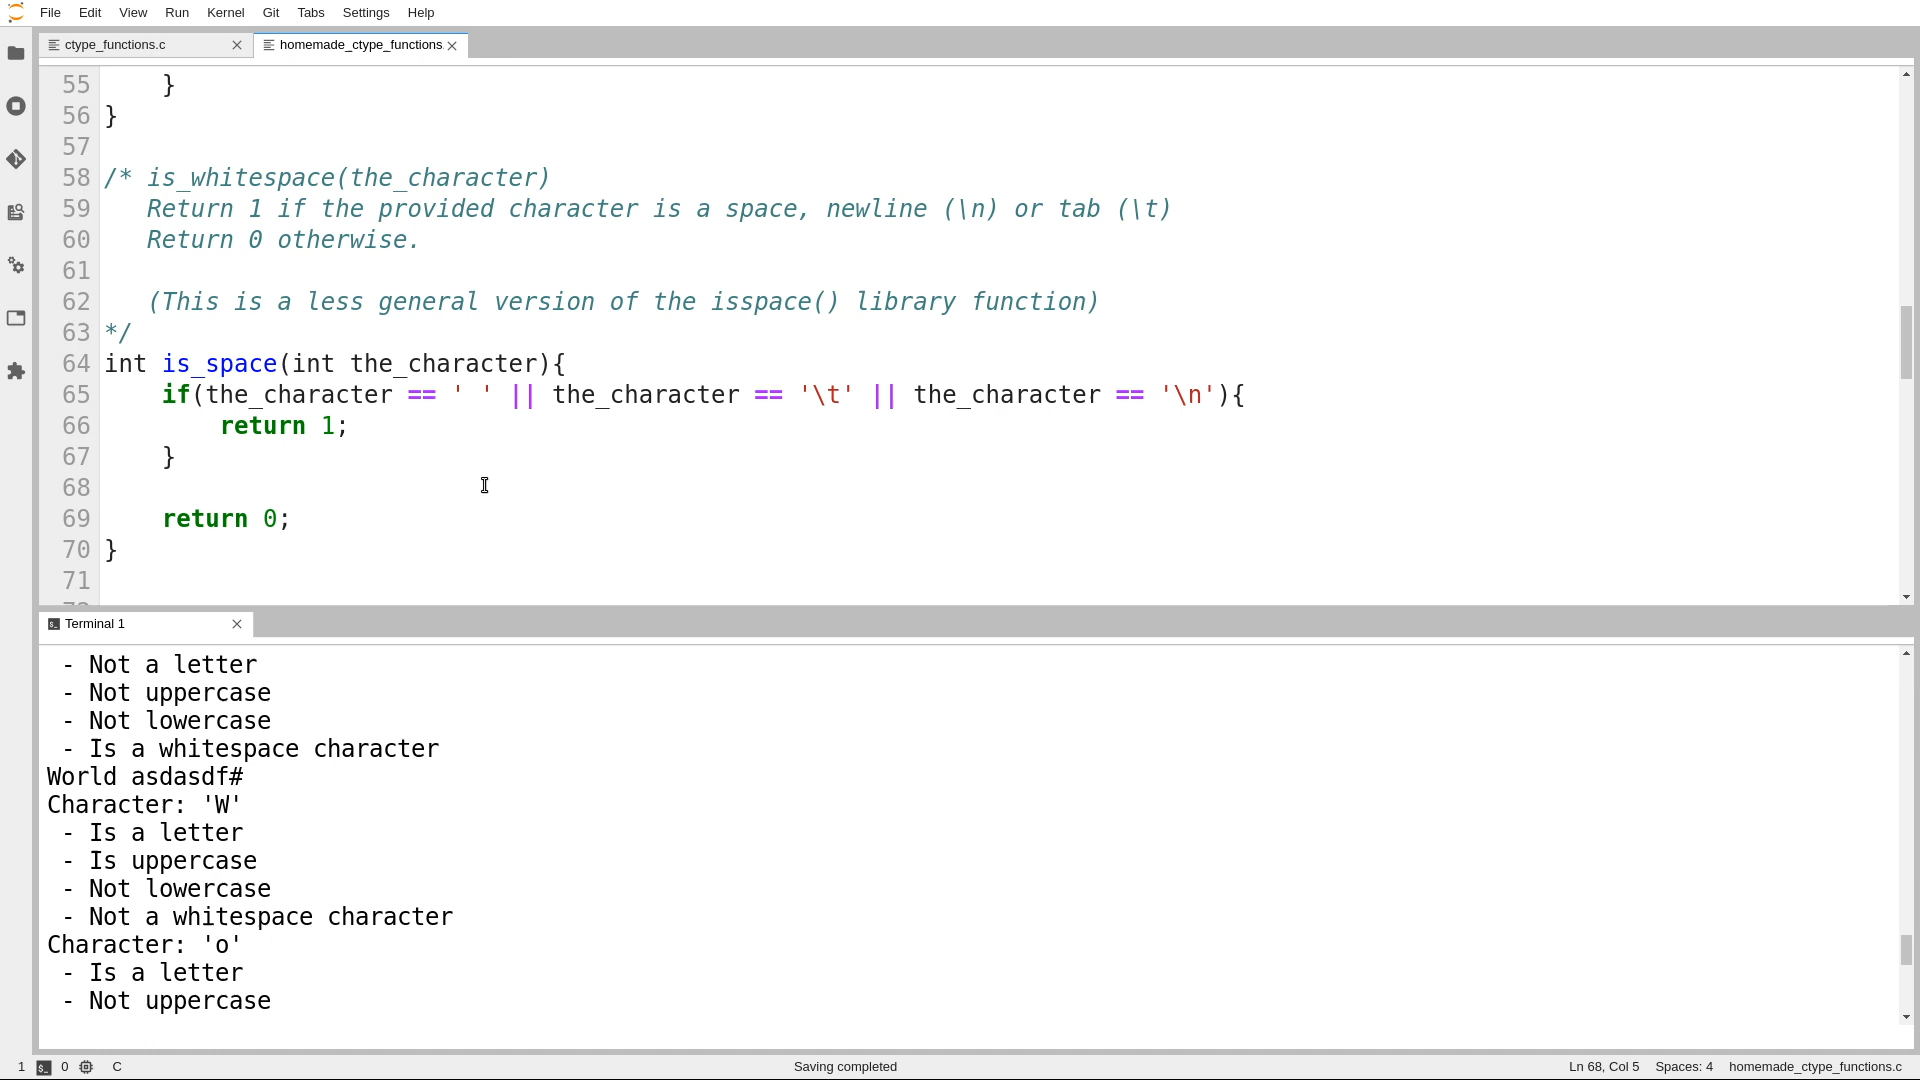 File Edit View Run Kernel Git Tabs Settings Help
ctype_functions.c
homemade_ctype_functions
55     }
56 }
57
58 /* is_whitespace(the_character)
59    Return 1 if the provided character is a space, newline (\n) or tab (\t)
60    Return 0 otherwise.
61
62    (This is a less general version of the isspace() library function)
63 */
64 int is_space(int the_character){
65     if(the_character == ' ' || the_character == '\t' || the_character == '\n'){
66         return 1;
67     }
68
69     return 0;
70 }
71
Terminal 1
- Not a letter
- Not uppercase
- Not lowercase
- Is a whitespace character
World asdasdf#
Character: 'W'
- Is a letter
- Is uppercase
- Not lowercase
- Not a whitespace character
Character: 'o'
- Is a letter
- Not uppercase
1 $_ 0 C Saving completed Ln 68, Col 5 Spaces: 4 homemade_ctype_functions.c